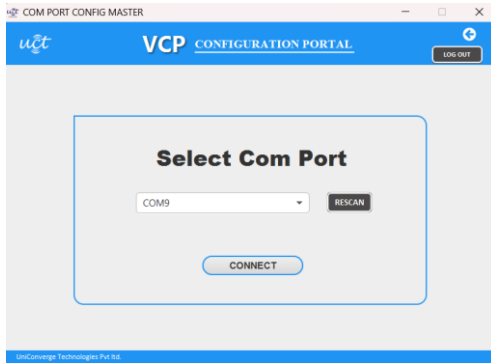 COM PORT CONFIG MASTER
uct
VCP CONFIGURATION PORTAL
LOG OUT
Select Com Port
COM9
RESCAN
CONNECT
UniConverge Technologies Pvt ltd.